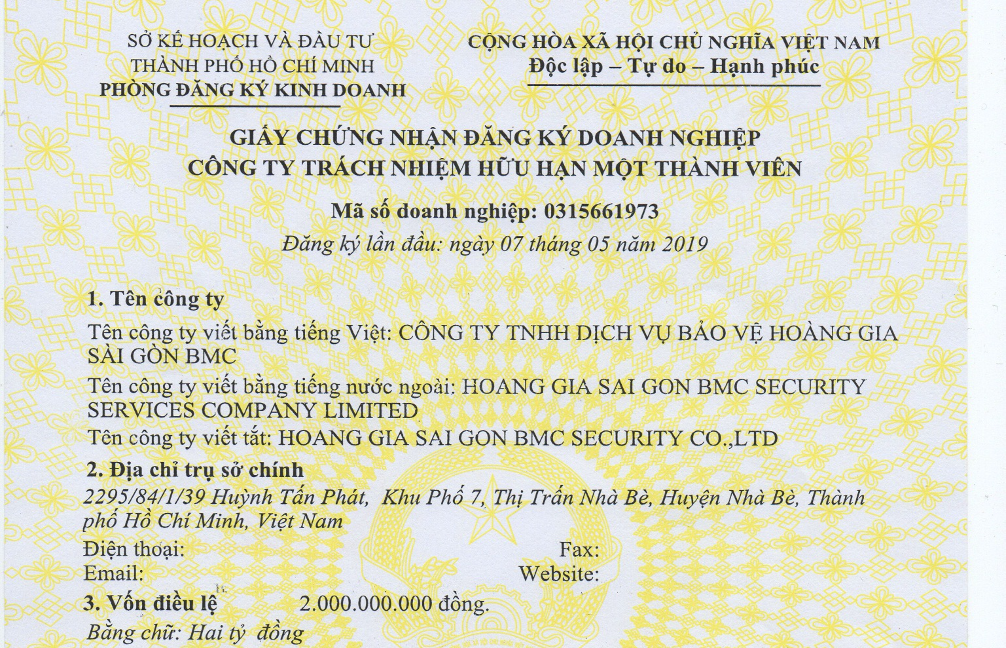 SỞ KẾ HOẠCH VÀ ĐẦU TƯ
THÀNH PHỐ HỒ CHÍ MINH
PHÒNG ĐĂNG KÝ KINH DOANH
CỘNG HÒA XÃ HỘI CHỦ NGHĨA VIỆT NAM
Độc lập – Tự do – Hạnh phúc
GIẤY CHỨNG NHẬN ĐĂNG KÝ DOANH NGHIỆP
CÔNG TY TRÁCH NHIỆM HỮU HẠN MỘT THÀNH VIÊN
Mã số doanh nghiệp: 0315661973
Đăng ký lần đầu: ngày 07 tháng 05 năm 2019
1. Tên công ty
Tên công ty viết bằng tiếng Việt: CÔNG TY TNHH DỊCH VỤ BẢO VỆ HOÀNG GIA
SÀI GÒN BMC
Tên công ty viết bằng tiếng nước ngoài: HOANG GIA SAI GON BMC SECURITY
SERVICES COMPANY LIMITED
Tên công ty viết tắt: HOANG GIA SAI GON BMC SECURITY CO.,LTD
2. Địa chỉ trụ sở chính
2295/84/1/39 Huỳnh Tấn Phát, Khu Phố 7, Thị Trấn Nhà Bè, Huyện Nhà Bè, Thành
phố Hồ Chí Minh, Việt Nam
Điện thoại: Fax:
Email: Website:
3. Vốn điều lệ 2.000.000.000 đồng.
Bằng chữ: Hai tỷ đồng